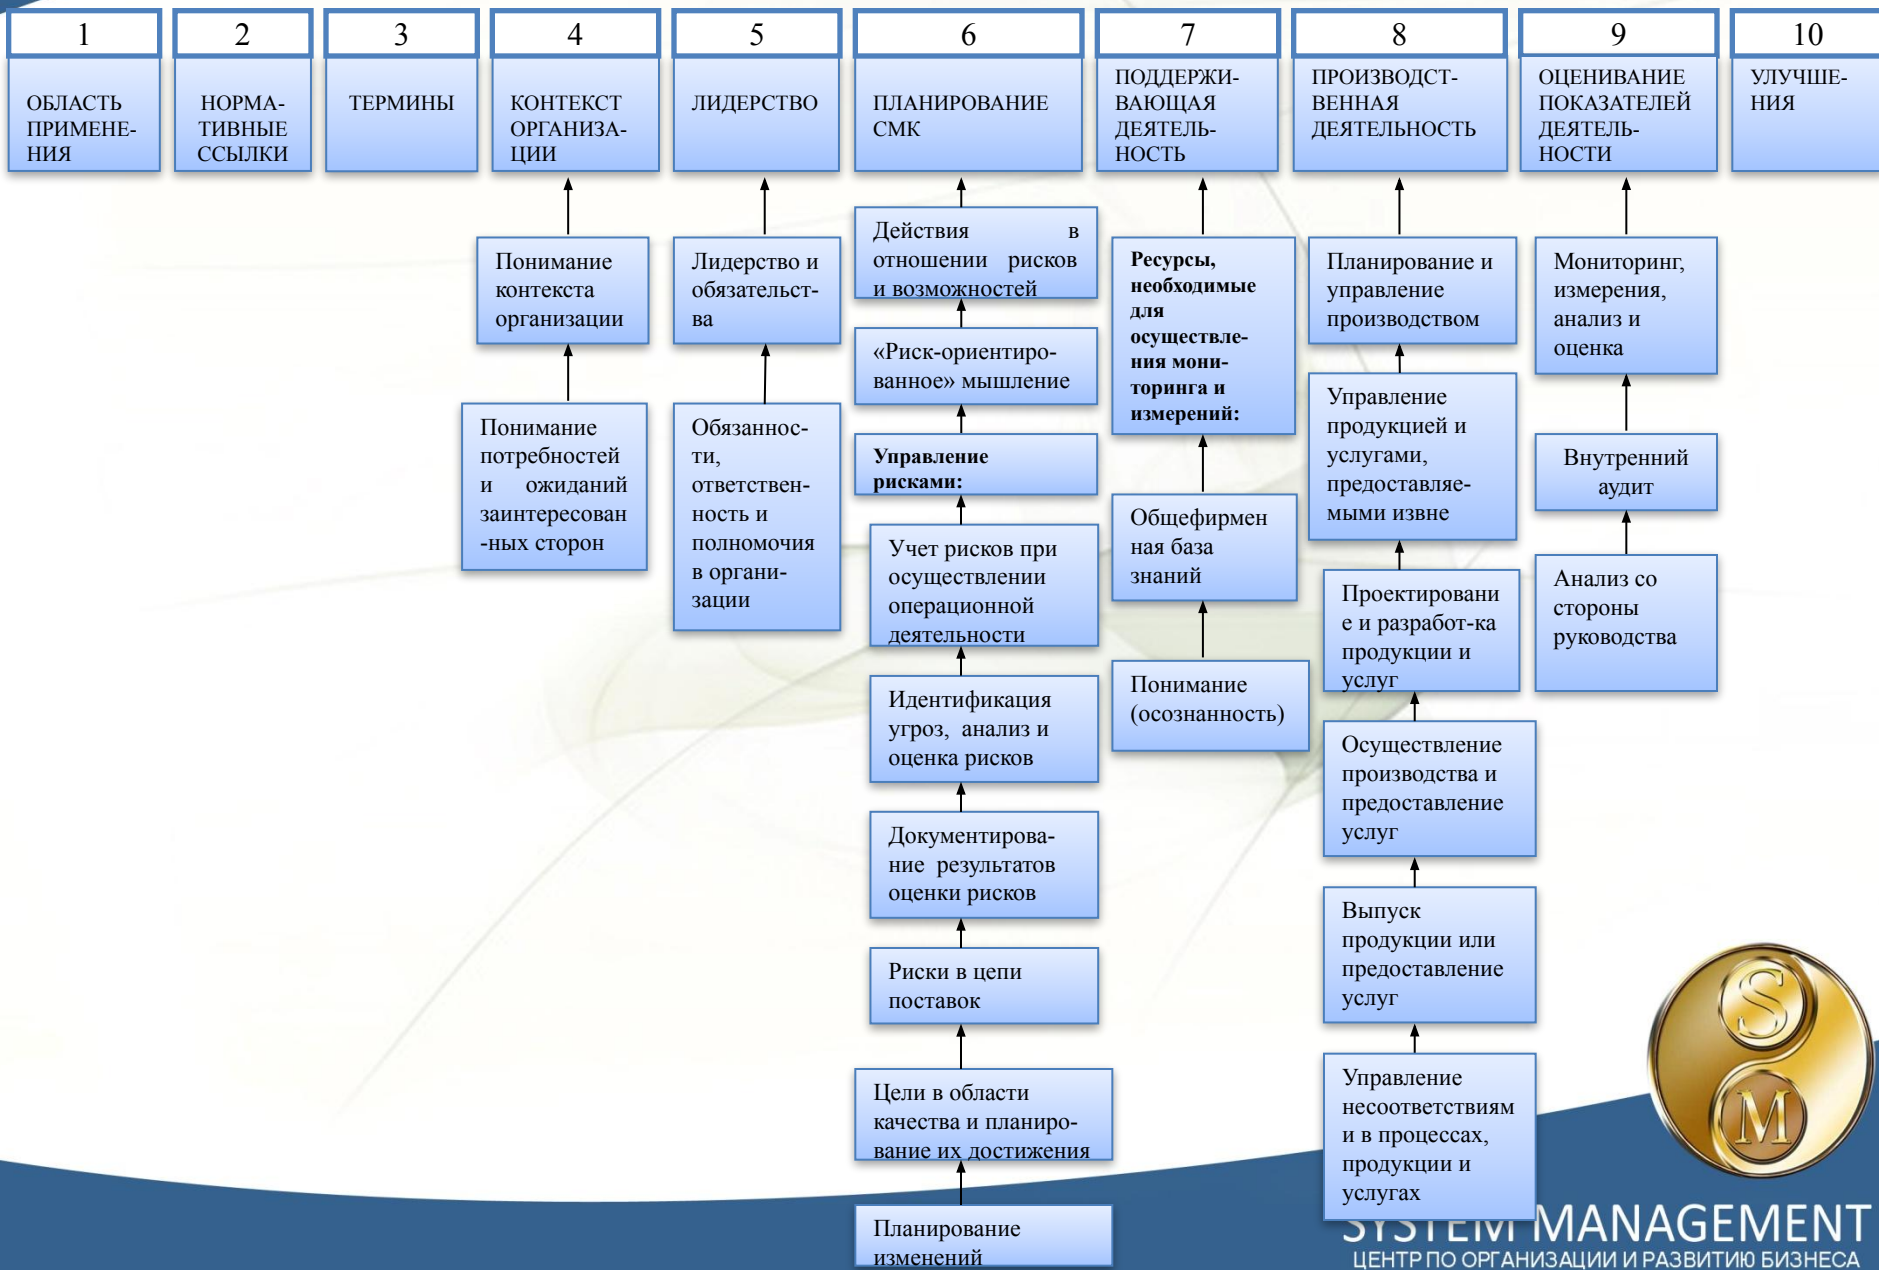 1
ОБЛАСТЬ
ПРИМЕНЕ-
НИЯ
2
НОРМА-
ТИВНЫЕ
ССЫЛКИ
3
ТЕРМИНЫ
4
КОНТЕКСТ
ОРГАНИЗА-
ЦИИ
5
ЛИДЕРСТВО
6
ПЛАНИРОВАНИЕ
СМК
7
ПОДДЕРЖИ-
ВАЮЩАЯ
ДЕЯТЕЛЬ-
НОСТЬ
8
ПРОИЗВОДСТ-
ВЕННАЯ
ДЕЯТЕЛЬНОСТЬ
9
ОЦЕНИВАНИЕ
ПОКАЗАТЕЛЕЙ
ДЕЯТЕЛЬ-
НОСТИ
10
УЛУЧШЕ-
НИЯ
Понимание
контекста
организации
Понимание
потребностей
и ожиданий
заинтересован
-ных сторон
Лидерство и
обязательст-
ва
Обязаннос-
ти,
ответствен-
ность и
полномочия
в органи-
зации
Действия в
отношении рисков
и возможностей
«Риск-ориентиро-
ванное» мышление
Управление
рисками:
Учет рисков при
осуществлении
операционной
деятельности
Идентификация
угроз, анализ и
оценка рисков
Документирова-
ние результатов
оценки рисков
Риски в цепи
поставок
Цели в области
качества и планиро-
вание их достижения
Планирование
изменений
Ресурсы,
необходимые
для
осуществле-
ния мони-
торинга и
измерений:
Общефирмен
ная база
знаний
Понимание
(осознанность)
Планирование и
управление
производством
Управление
продукцией и
услугами,
предоставляе-
мыми извне
Проектировани
е и разработ-ка
продукции и
услуг
Осуществление
производства и
предоставление
услуг
Выпуск
продукции или
предоставление
услуг
Управление
несоответствиям
и в процессах,
продукции и
услугах
Мониторинг,
измерения,
анализ и
оценка
Внутренний
аудит
Анализ со
стороны
руководства
S
M
SYSTEM MANAGEMENT
ЦЕНТР ПО ОРГАНИЗАЦИИ И РАЗВИТИЮ БИЗНЕСА